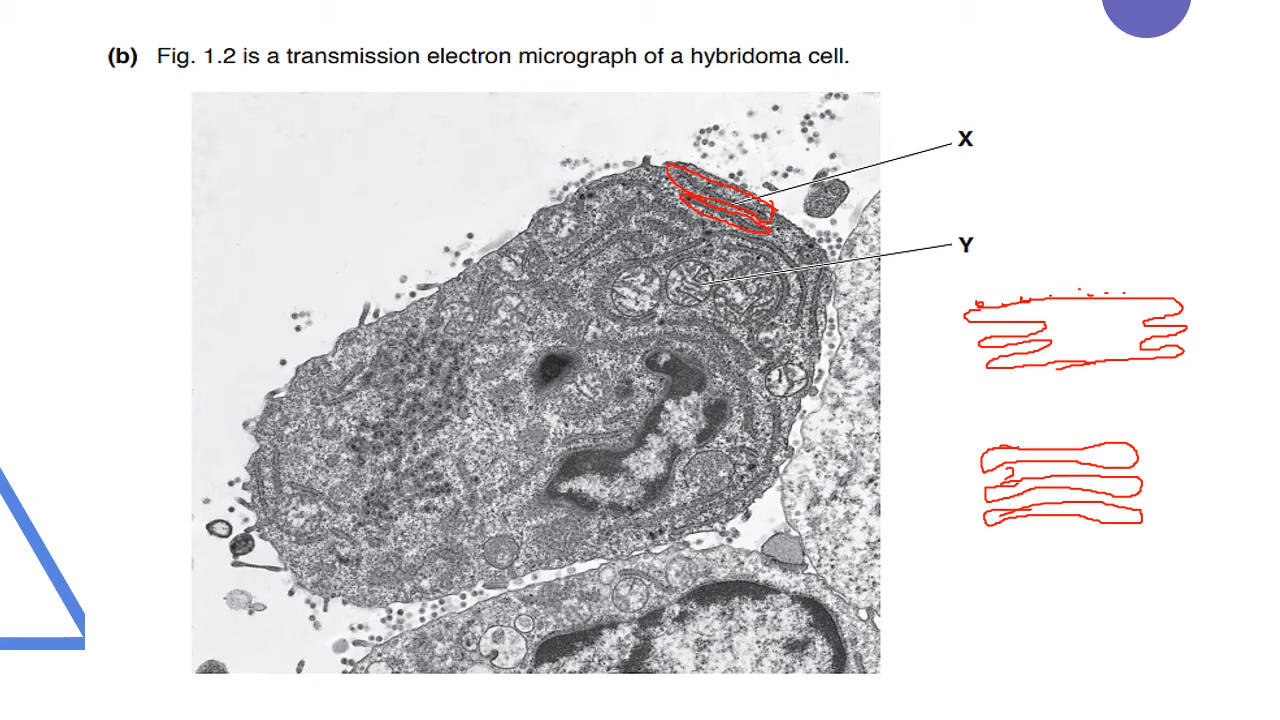 (b) Fig. 1.2 is a transmission electron micrograph of a hybridoma cell.
X
Y